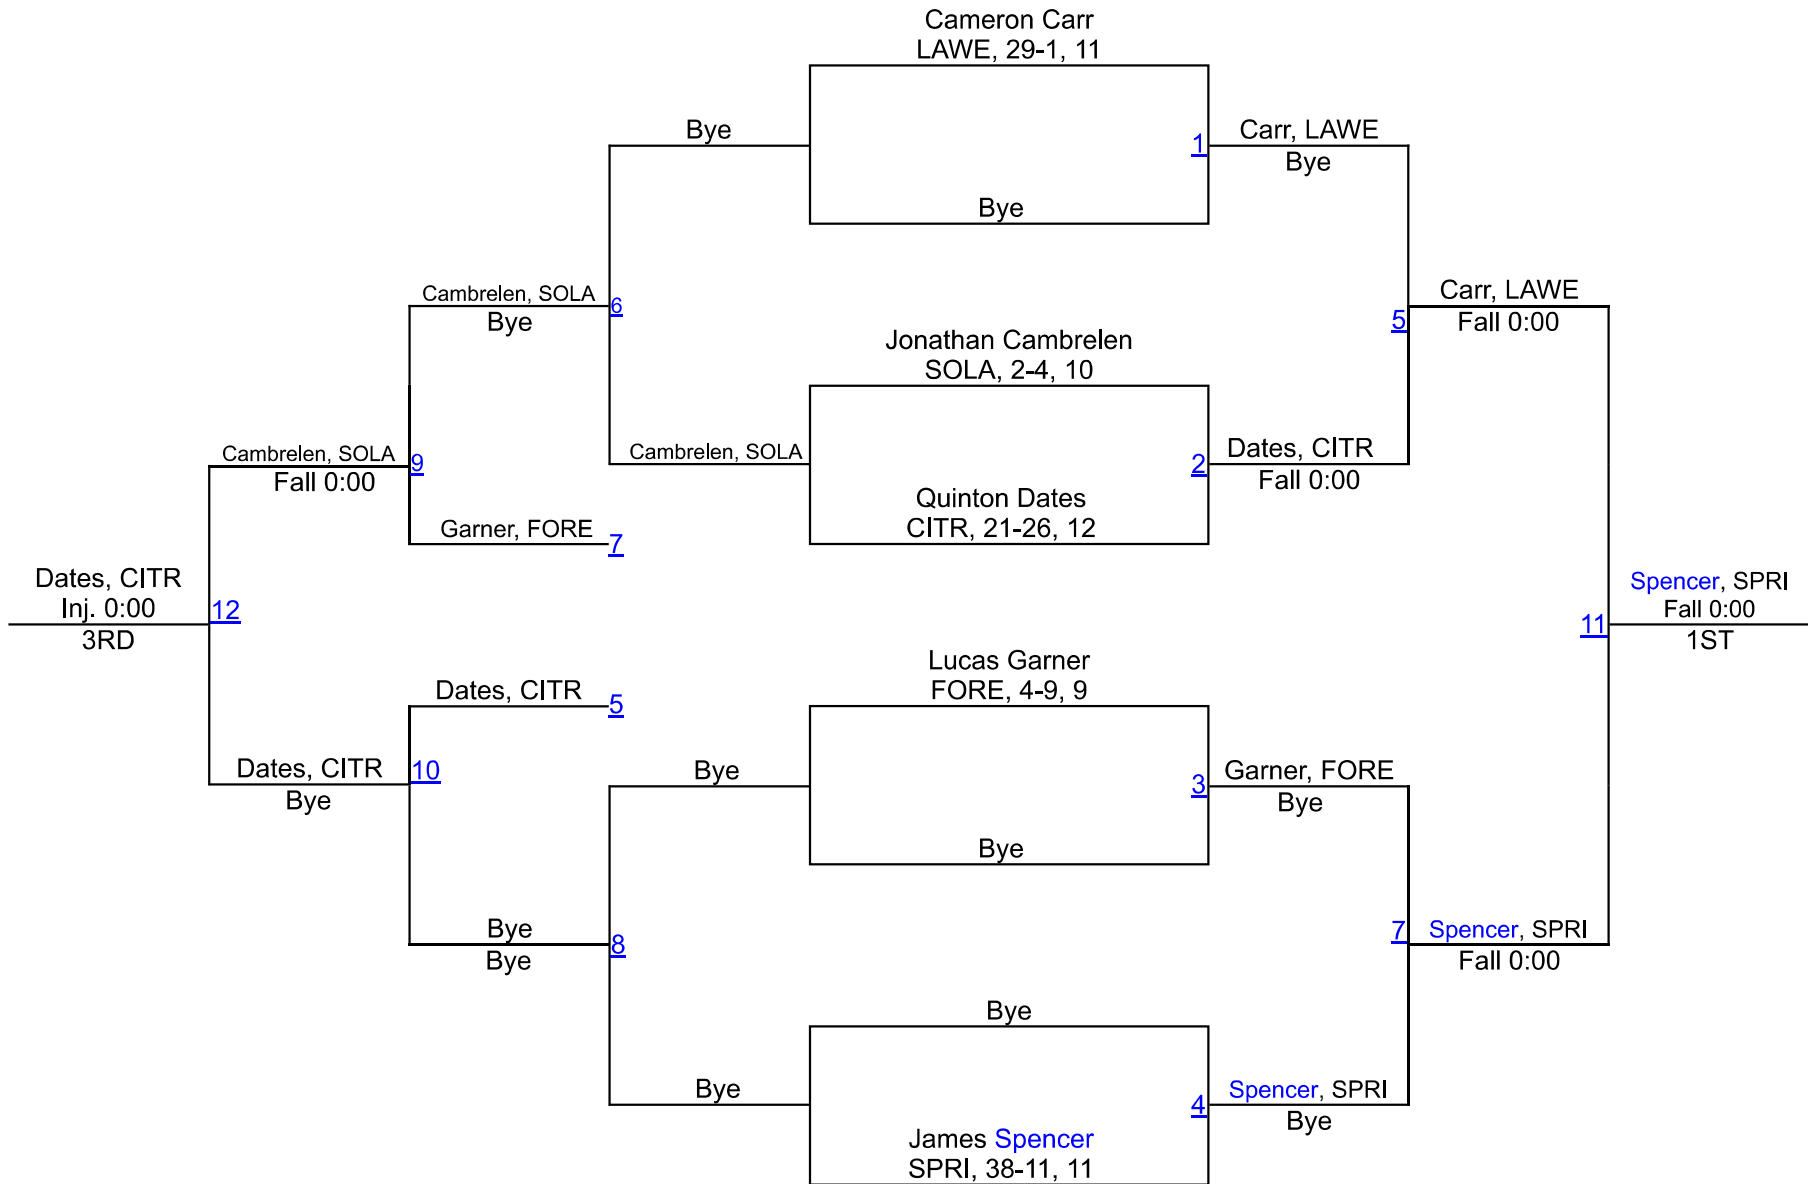 Cameron Carr
LAWE, 29-1, 11
Bye
1
Carr, LAWE
Bye
Bye
Cambrelen, SOLA
Bye
6
Carr, LAWE
Fall 0:00
5
Jonathan Cambrelen
SOLA, 2-4, 10
Cambrelen, SOLA
Fall 0:00
9
Cambrelen, SOLA
2
Dates, CITR
Fall 0:00
Quinton Dates
CITR, 21-26, 12
Garner, FORE
7
Dates, CITR
Inj. 0:00
3RD
12
11
Spencer, SPRI
Fall 0:00
1ST
Lucas Garner
FORE, 4-9, 9
Dates, CITR
5
Dates, CITR
Bye
10
Bye
3
Garner, FORE
Bye
Bye
Bye
Bye
8
7
Spencer, SPRI
Fall 0:00
Bye
Bye
4
Spencer, SPRI
Bye
James Spencer
SPRI, 38-11, 11